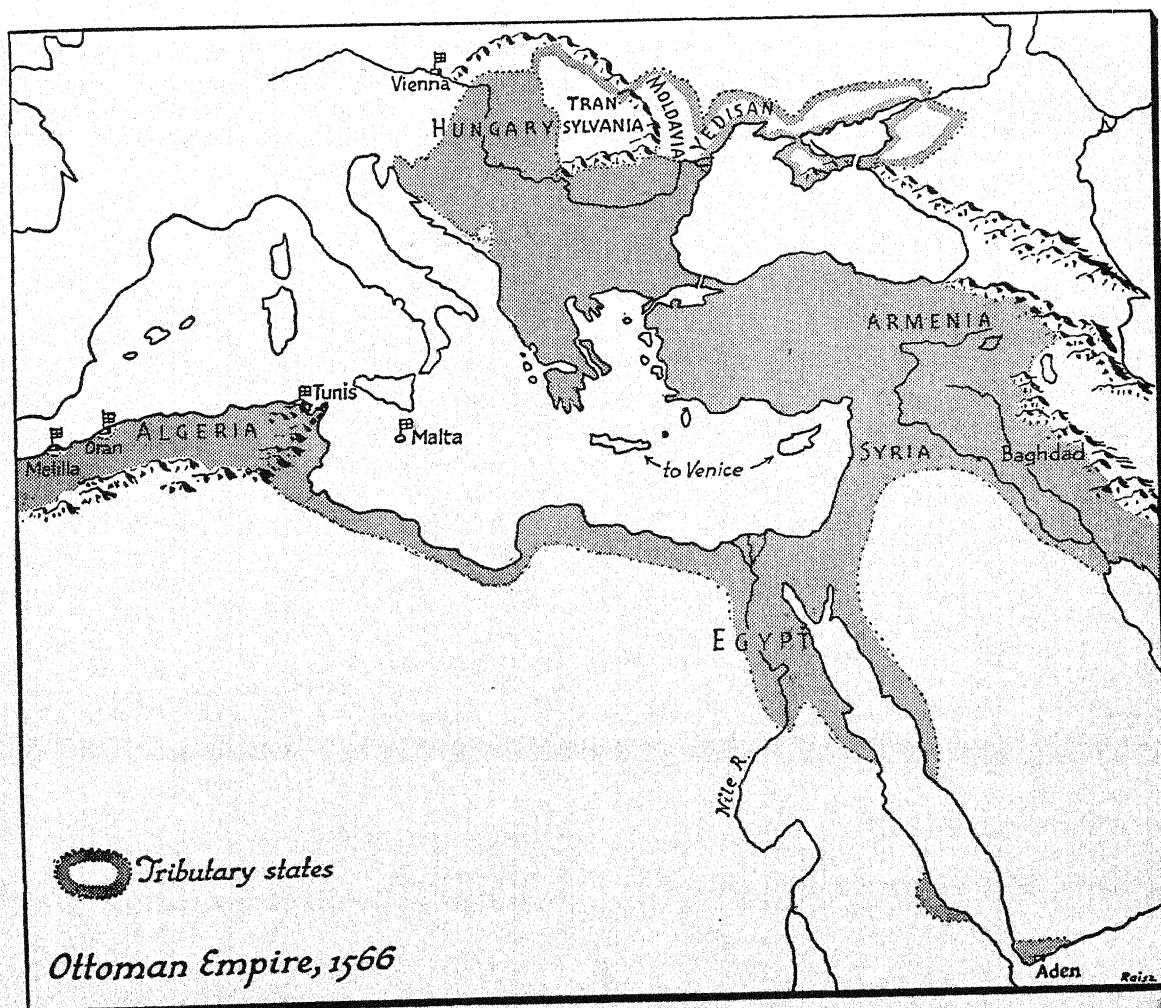 Vienna
HUNGARY
TRAN
SYLVANIA
MOLDAVIA
EDISAN
ARMENIA
Tunis
ALGERIA
Oran
Melilla
Malta
to Venice
SYRIA
Baghdad
EGYPT
Nile R.
Tributary states
Ottoman Empire, 1566
Aden
Raisz